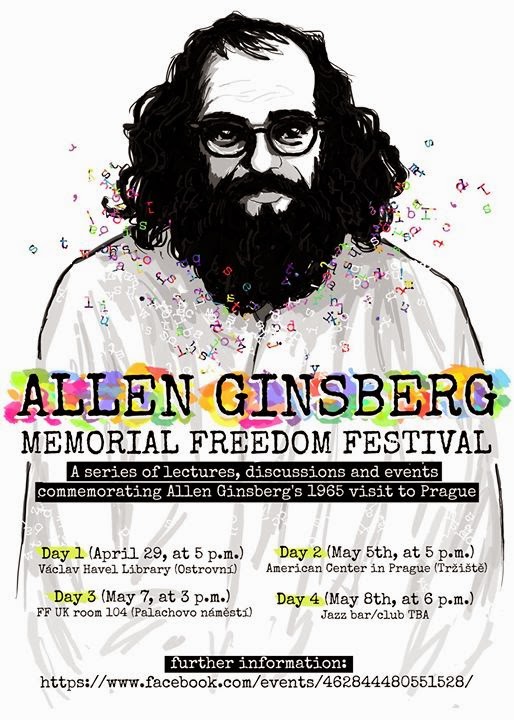 ALLEN GINSBERG
MEMORIAL FREEDOM FESTIVAL
A series of lectures, discussions and events
commemorating Allen Ginsberg's 1965 visit to Prague
Day 1 (April 29, at 5 p.m.)
Václav Havel Library (Ostrovní)
Day 2 (May 5th, at 5 p.m.)
American Center in Prague (Tržiště)
Day 3 (May 7, at 3 p.m.)
FF UK room 104 (Palachovo náměstí)
Day 4 (May 8th, at 6 p.m.)
Jazz bar/club TBA
further information:
https://www.facebook.com/events/462844480551528/